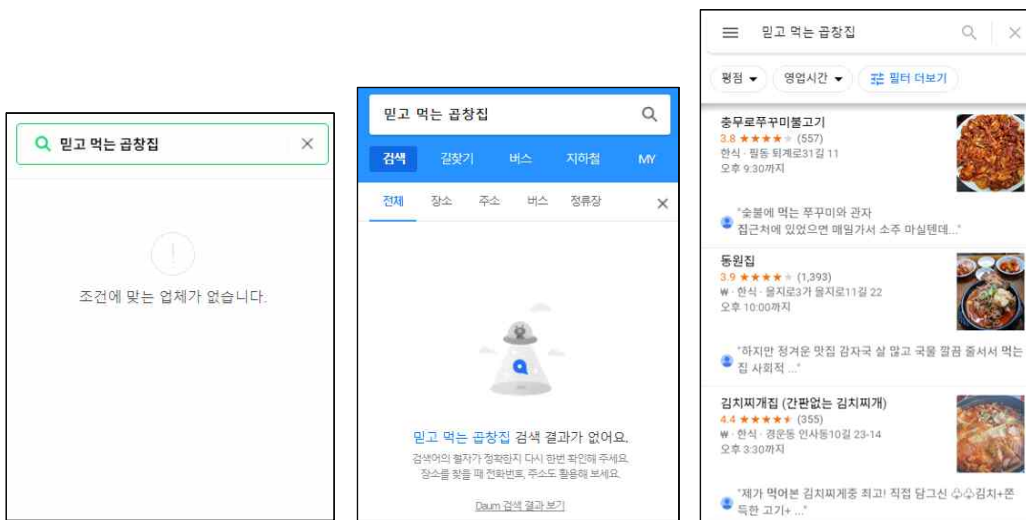 믿고 먹는 곱창집
조건에 맞는 업체가 없습니다.
믿고 먹는 곱창집
검색 길찾기 버스 지하철 MY
전체 장소 주소 버스 정류장
믿고 먹는 곱창집 검색 결과가 없어요.
검색어의 철자가 정확한지 다시 한번 확인해 주세요.
장소를 찾을 때 전화번호, 주소도 활용해 보세요.
Daum 검색 결과 보기
믿고 먹는 곱창집
평점 영업시간 필터 더보기
충무로쭈꾸미불고기
3.8 ★★★★★ (557)
한식 · 필동 퇴계로31길 11
오후 9:30까지
"숯불에 먹는 쭈꾸미와 관자
집근처에 있었으면 매일가서 소주 마실텐데..."
동원집
3.9 ★★★★★ (1,393)
₩ · 한식 · 을지로3가 을지로11길 22
오후 10:00까지
"하지만 정겨운 맛집 감자국 살 많고 국물 깔끔 줄서서 먹는
집 사회적 ..."
김치찌개집 (간판없는 김치찌개)
4.4 ★★★★★ (355)
₩ · 한식 · 경운동 인사동10길 23-14
오후 3:30까지
"제가 먹어본 김치찌게중 최고! 직접 담그신 김치+쫀
득한 고기+ ..."